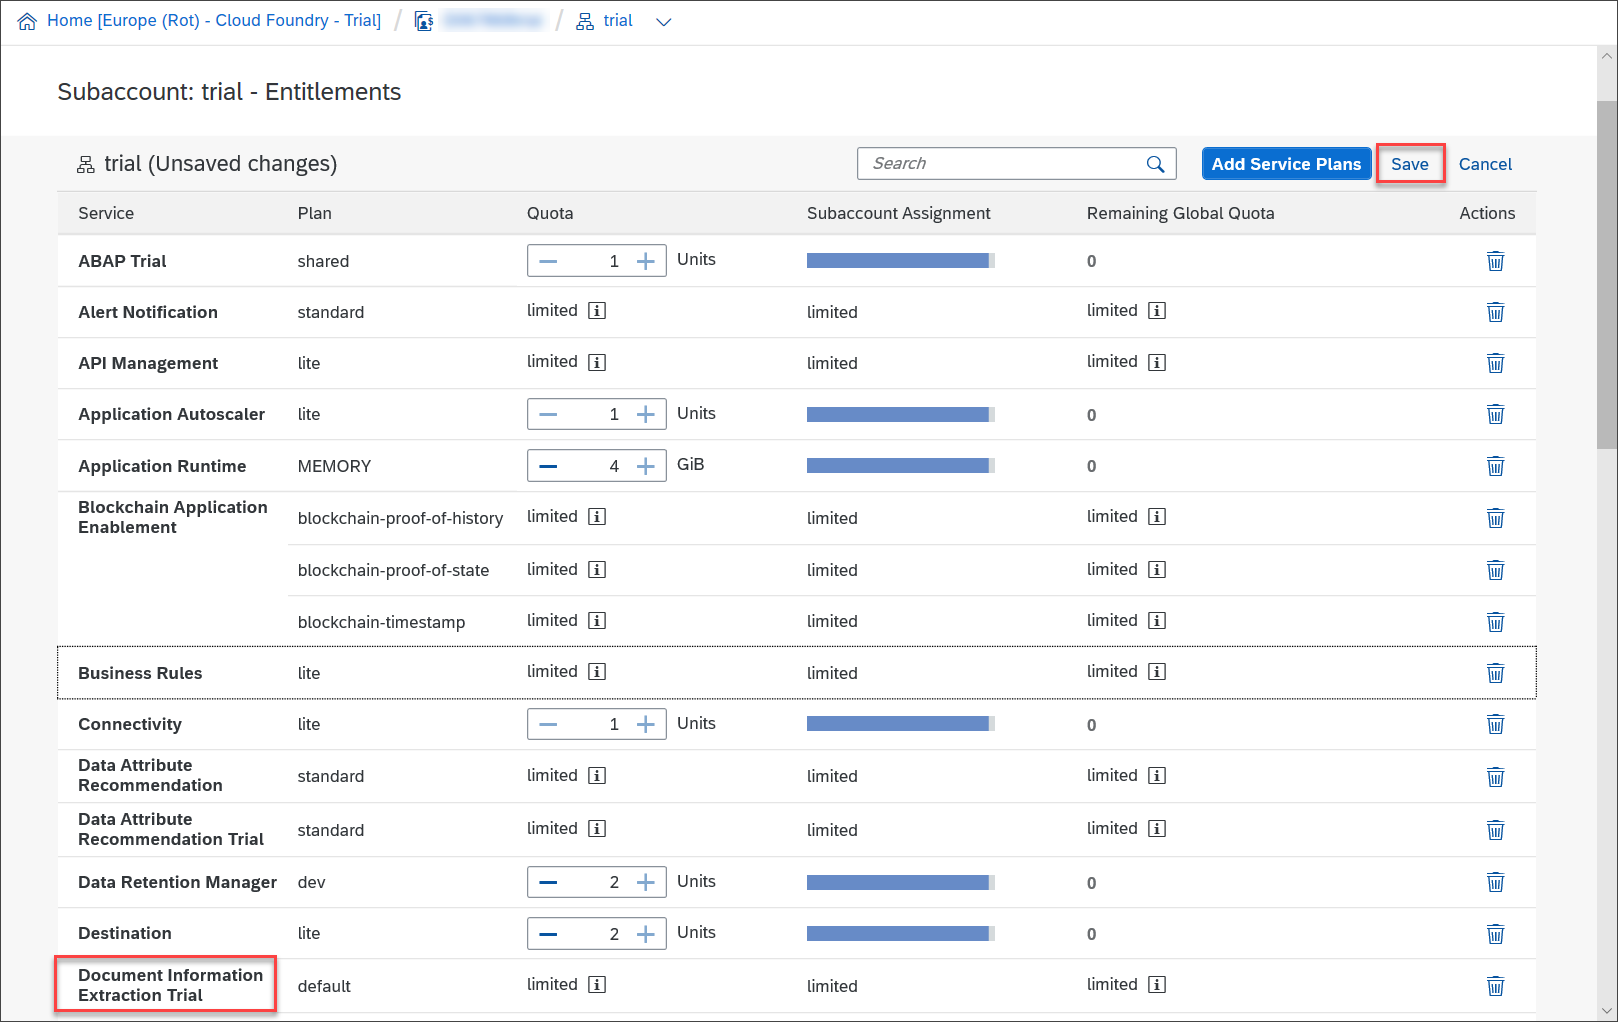 Home [Europe (Rot) - Cloud Foundry - Trial] / / trial
Subaccount: trial - Entitlements
trial (Unsaved changes) Search Add Service Plans Save Cancel
Service Plan Quota Subaccount Assignment Remaining Global Quota Actions
ABAP Trial shared 1 Units 0
Alert Notification standard limited limited limited
API Management lite limited limited limited
Application Autoscaler lite 1 Units 0
Application Runtime MEMORY 4 GiB 0
Blockchain Application
Enablement blockchain-proof-of-history limited limited limited
blockchain-proof-of-state limited limited limited
blockchain-timestamp limited limited limited
Business Rules lite limited limited limited
Connectivity lite 1 Units 0
Data Attribute
Recommendation standard limited limited limited
Data Attribute
Recommendation Trial standard limited limited limited
Data Retention Manager dev 2 Units 0
Destination lite 2 Units 0
Document Information
Extraction Trial default limited limited limited